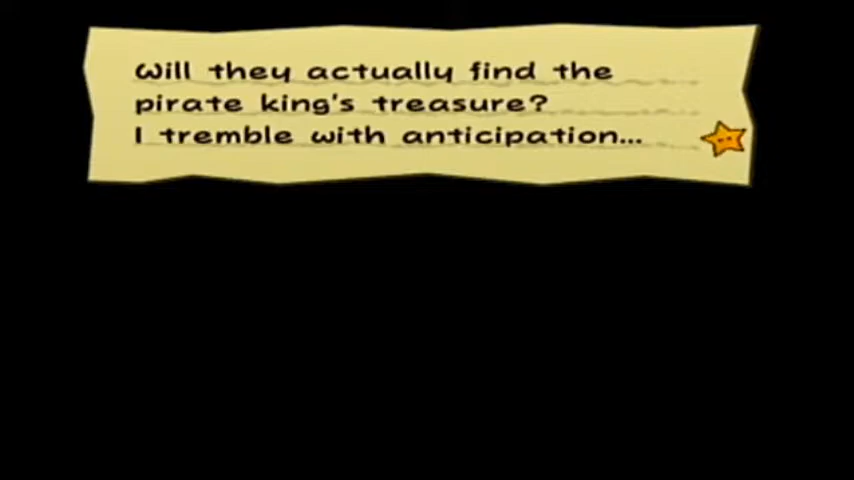 Will they actually find the
pirate king's treasure?
I tremble with anticipation...